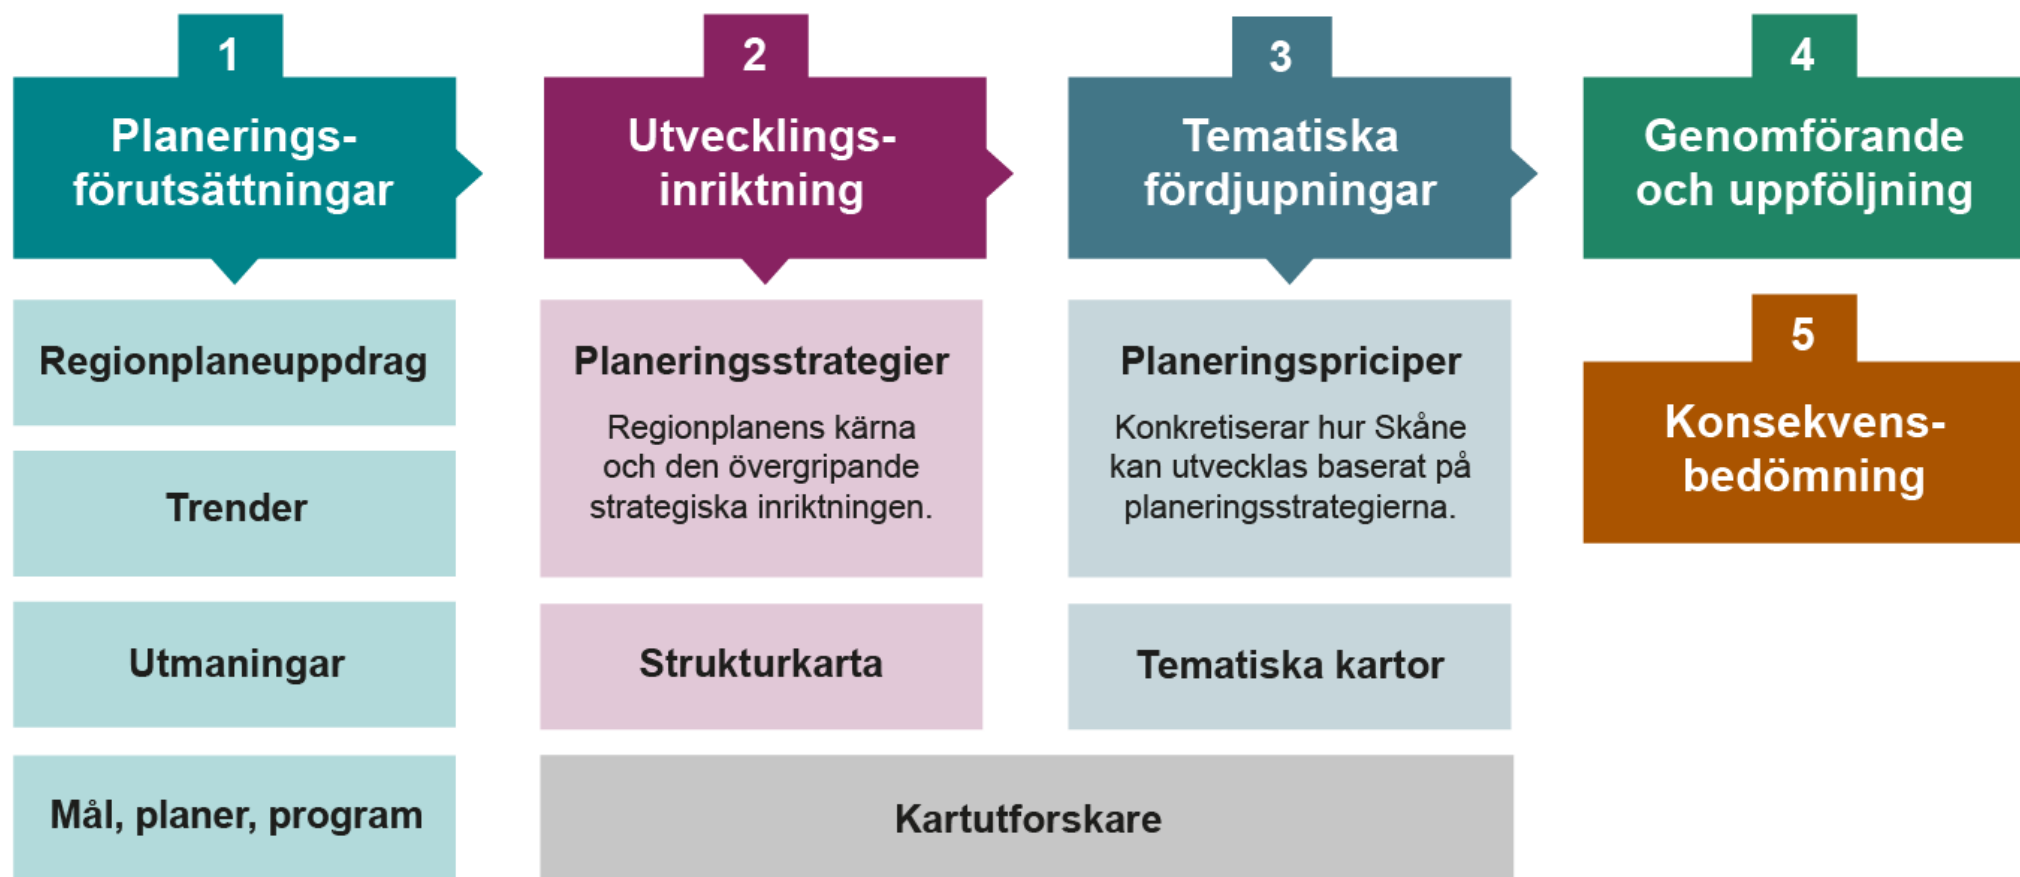 1
Planerings-
förutsättningar
Regionplaneuppdrag
Trender
Utmaningar
Mål, planer, program
2
Utvecklings-
inriktning
Planeringsstrategier
Regionplanens kärna
och den övergripande
strategiska inriktningen.
Strukturkarta
3
Tematiska
fördjupningar
Planeringspriciper
Konkretiserar hur Skåne
kan utvecklas baserat på
planeringsstrategierna.
Tematiska kartor
Kartutforskare
4
Genomförande
och uppföljning
5
Konsekvens-
bedömning